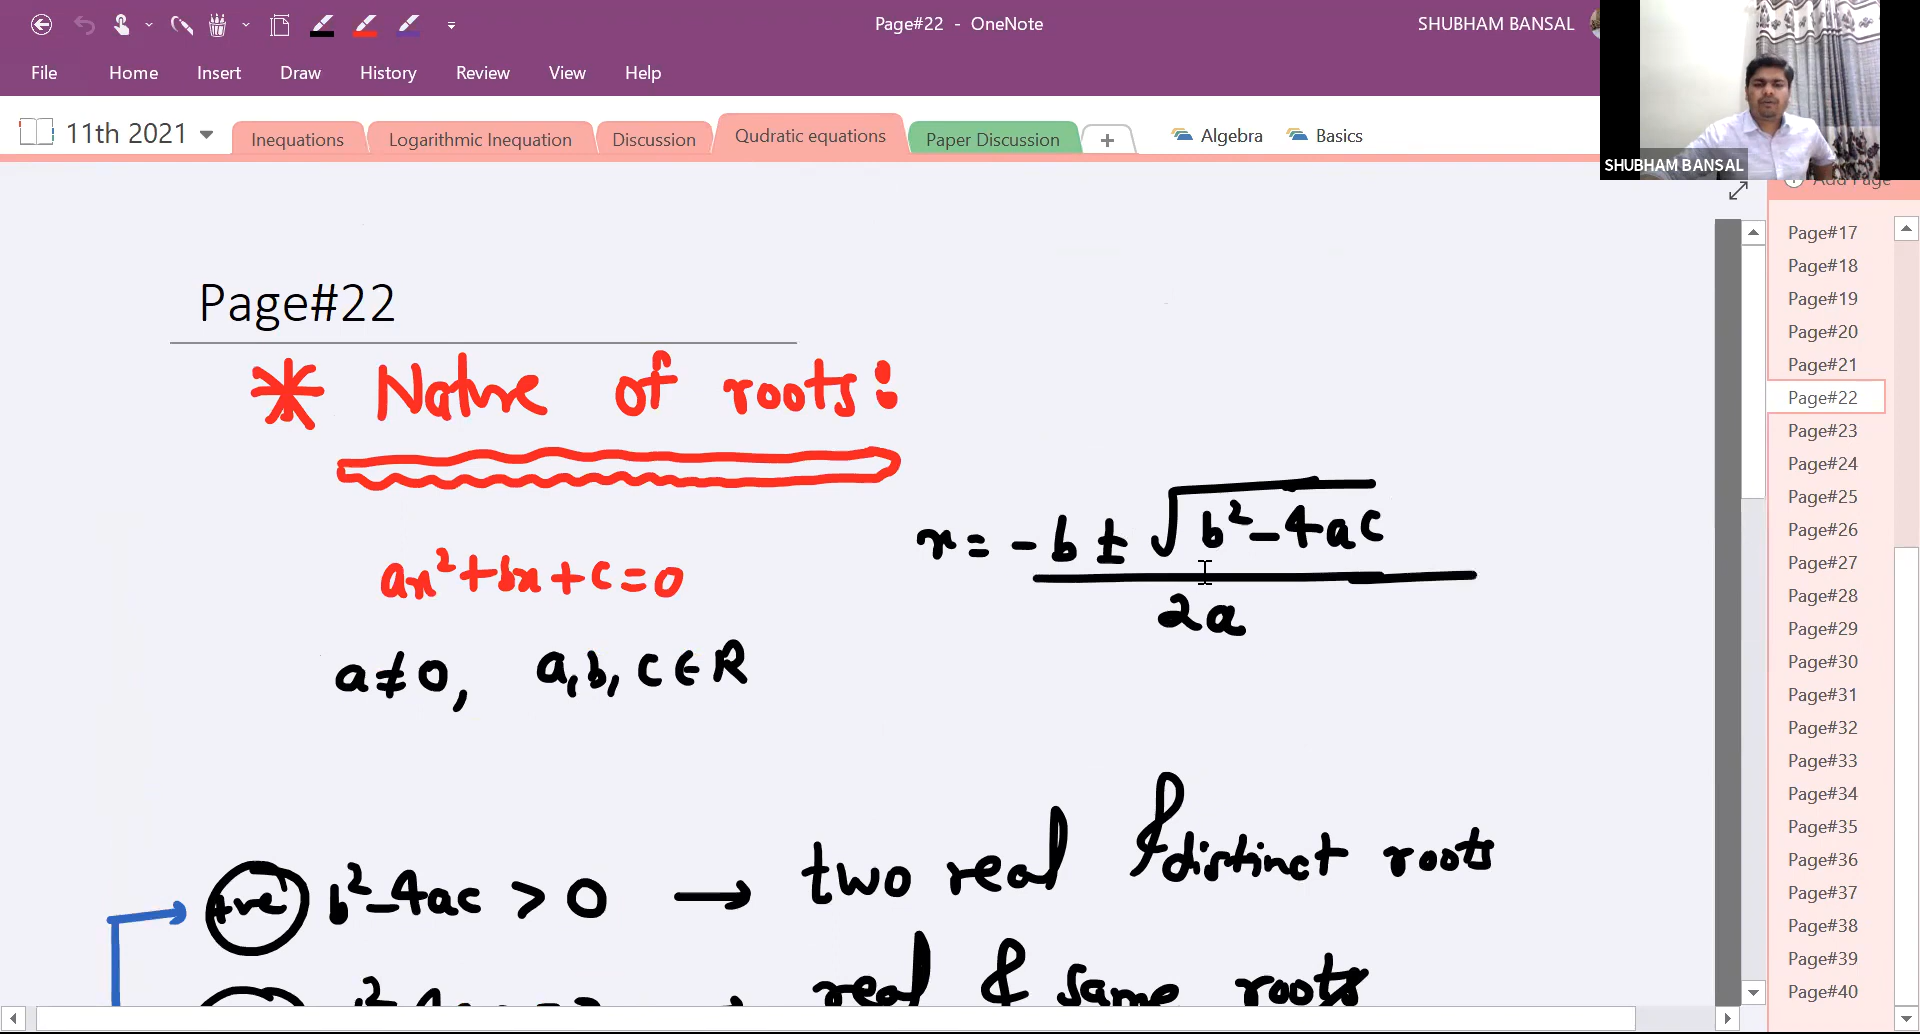 Page#22 - OneNote
SHUBHAM BANSAL
File Home Insert Draw History Review View Help
11th 2021
Inequations
Logarithmic Inequation
Discussion
Qudratic equations
Paper Discussion
+
Algebra
Basics
SHUBHAM BANSAL
Add Page
Page#22
* Nature of roots:
ax²+bx+c=0
x = -b ± √b²-4ac
2a
a≠0, a,b, c∈R
+ve b²-4ac > 0 → two real & distinct roots
real & same roots
Page#17
Page#18
Page#19
Page#20
Page#21
Page#22
Page#23
Page#24
Page#25
Page#26
Page#27
Page#28
Page#29
Page#30
Page#31
Page#32
Page#33
Page#34
Page#35
Page#36
Page#37
Page#38
Page#39
Page#40